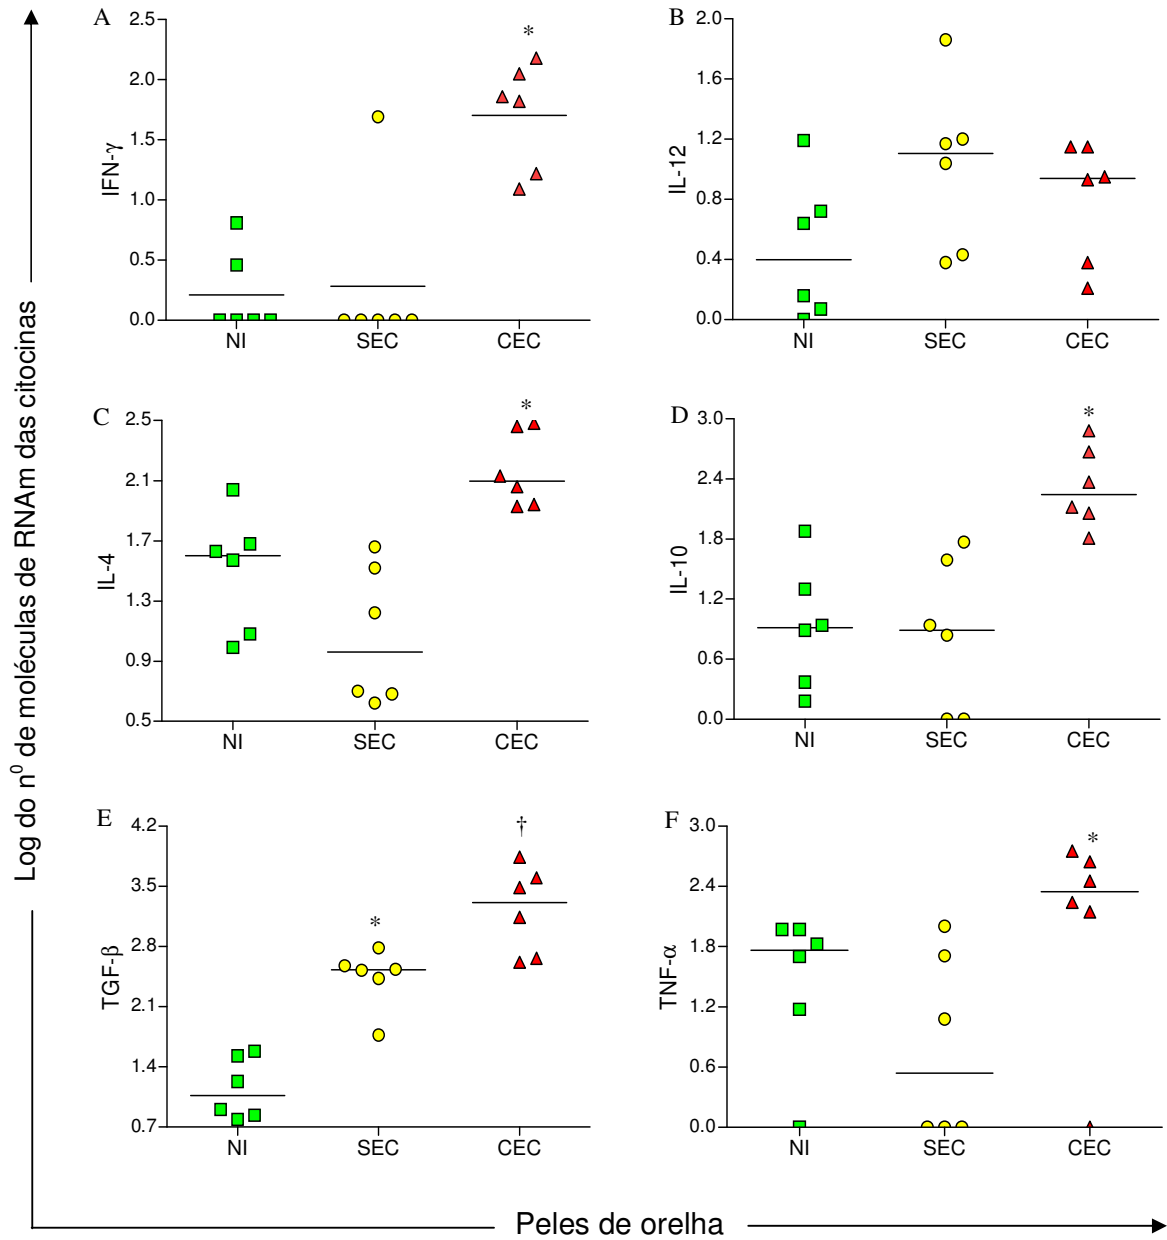 A
IFN-γ
2.5
2.0
1.5
1.0
0.5
0.0
*
NI SEC CEC
B
IL-12
2.0
1.6
1.2
0.8
0.4
0.0
NI SEC CEC
C
IL-4
2.5
2.1
1.7
1.3
0.9
0.5
*
NI SEC CEC
D
IL-10
3.0
2.4
1.8
1.2
0.6
0.0
*
NI SEC CEC
E
TGF-β
4.2
3.5
2.8
2.1
1.4
0.7
*
†
NI SEC CEC
F
TNF-α
3.0
2.4
1.8
1.2
0.6
0.0
*
NI SEC CEC
Log do n⁰ de moléculas de RNAm das citocinas
Peles de orelha